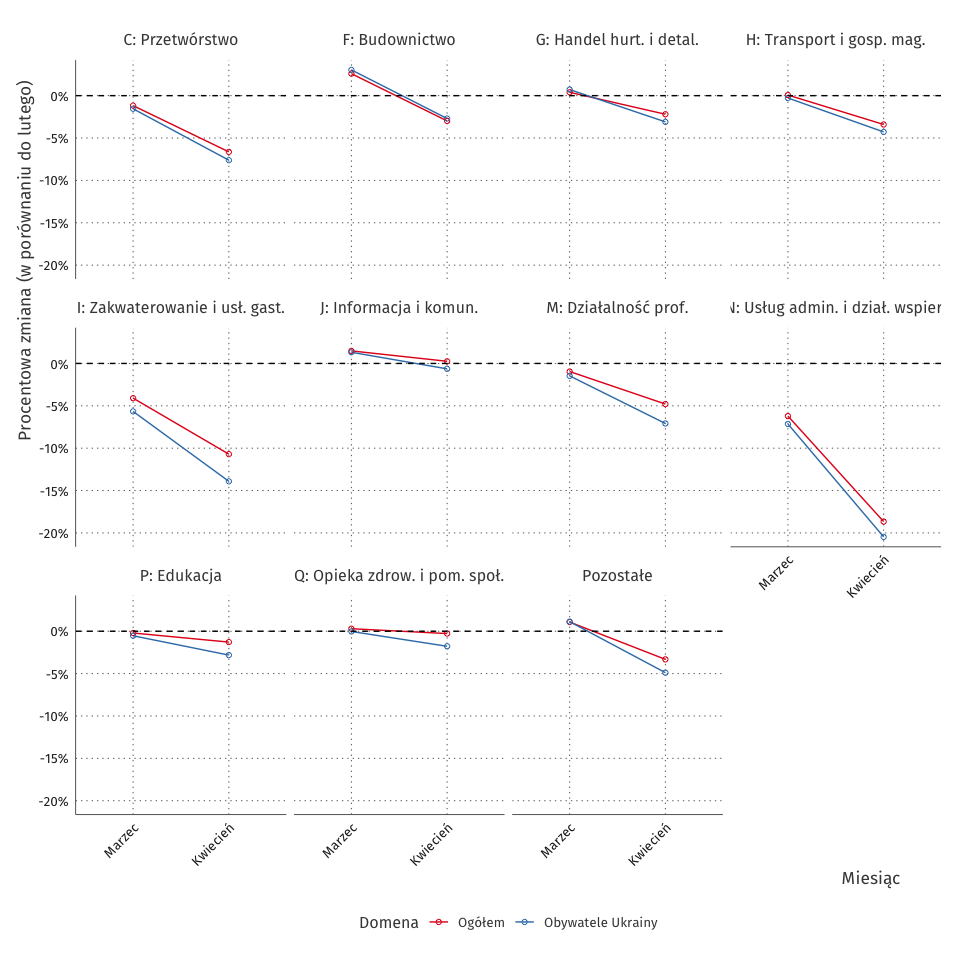 Procentowa zmiana (w porównaniu do lutego)
C: Przetwórstwo
F: Budownictwo
G: Handel hurt. i detal.
H: Transport i gosp. mag.
0%
-5%
-10%
-15%
-20%
I: Zakwaterowanie i usł. gast.
J: Informacja i komun.
M: Działalność prof.
N: Usług admin. i dział. wspier
0%
-5%
-10%
-15%
-20%
Marzec
Kwiecień
P: Edukacja
Q: Opieka zdrow. i pom. społ.
Pozostałe
0%
-5%
-10%
-15%
-20%
Marzec
Kwiecień
Marzec
Kwiecień
Marzec
Kwiecień
Miesiąc
Domena
Ogółem
Obywatele Ukrainy